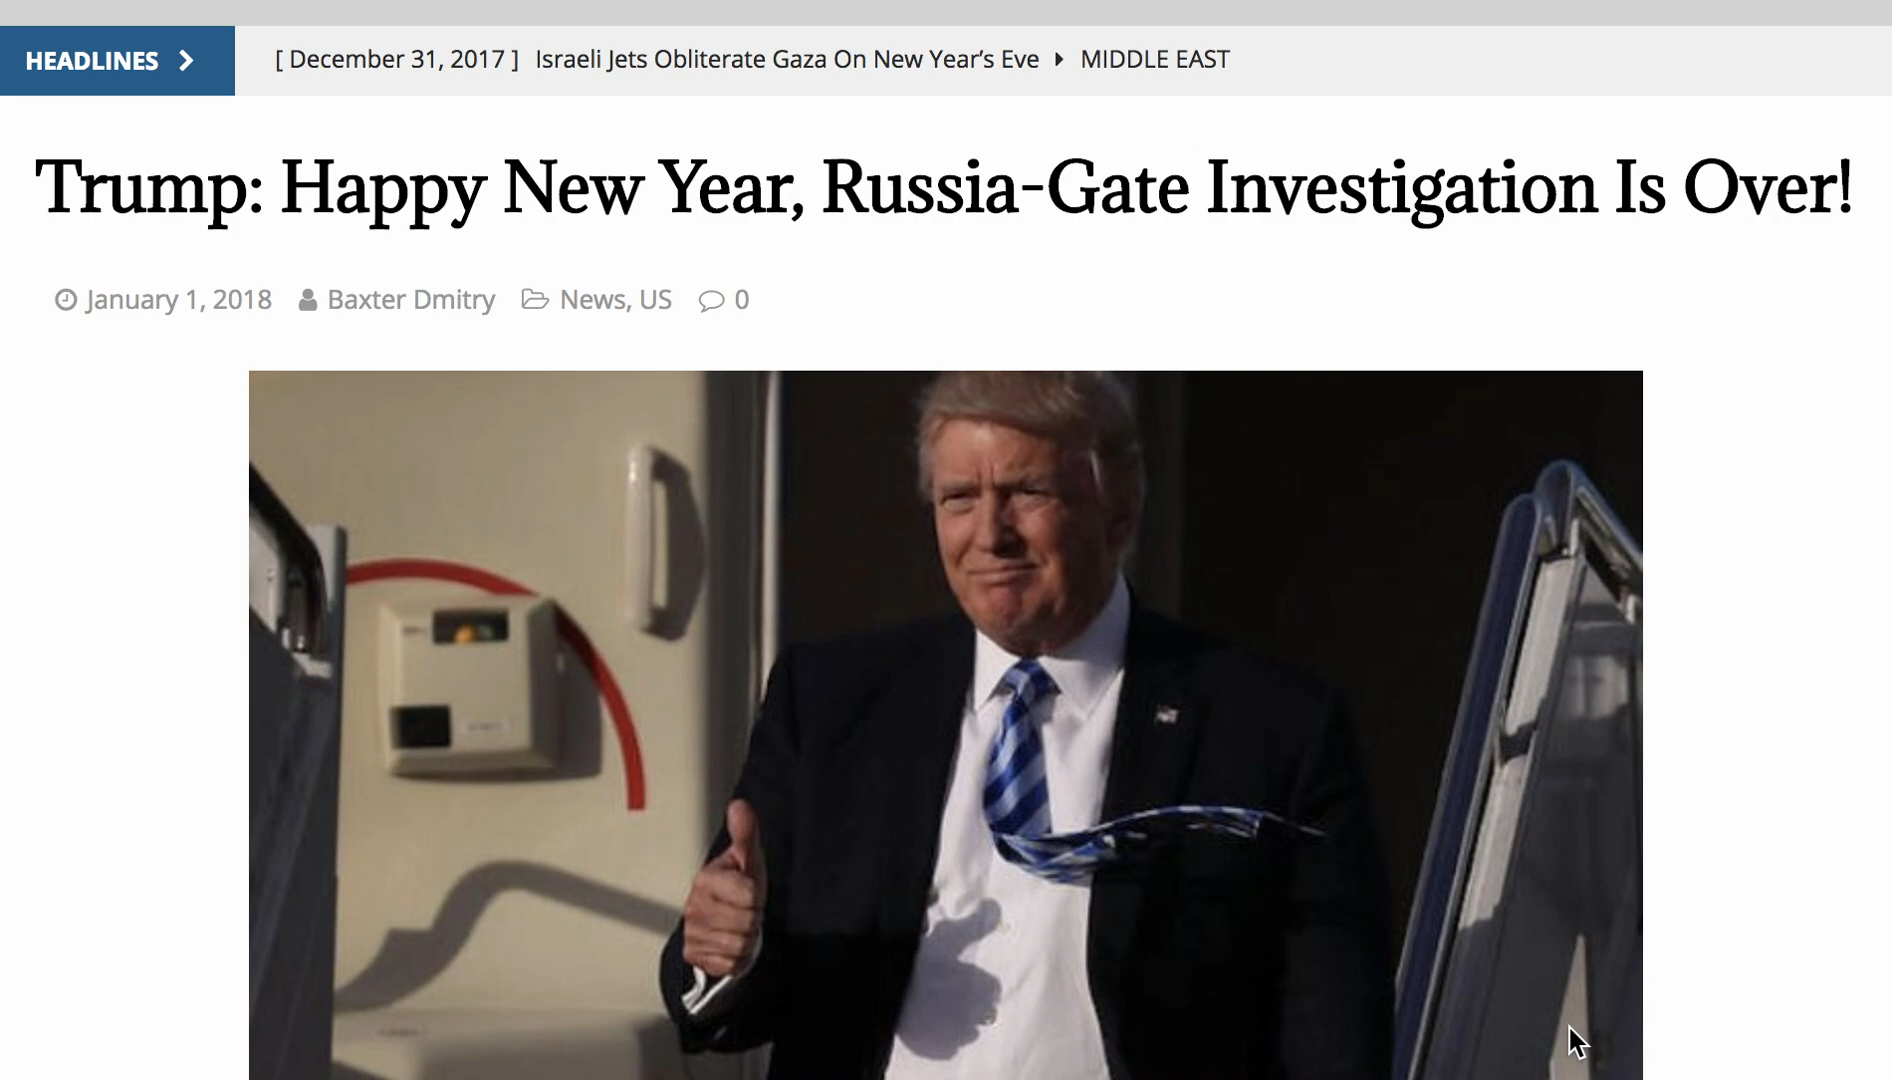 HEADLINES
[ December 31, 2017 ] Israeli Jets Obliterate Gaza On New Year’s Eve MIDDLE EAST
Trump: Happy New Year, Russia-Gate Investigation Is Over!
January 1, 2018 Baxter Dmitry News, US 0